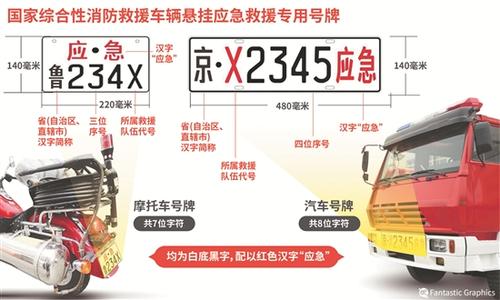 国家综合性消防救援车辆悬挂应急救援专用号牌
应·急
鲁234X
140毫米
220毫米
汉字
“应急”
省(自治区、
直辖市)
汉字简称
三位
序号
所属救援
队伍代号
京·X2345应急
140毫米
480毫米
省(自治区、
直辖市)
汉字简称
所属救援
队伍代号
四位序号
汉字“应急”
摩托车号牌
共7位字符
汽车号牌
共8位字符
均为白底黑字，配以红色汉字“应急”
Fantastic Graphics